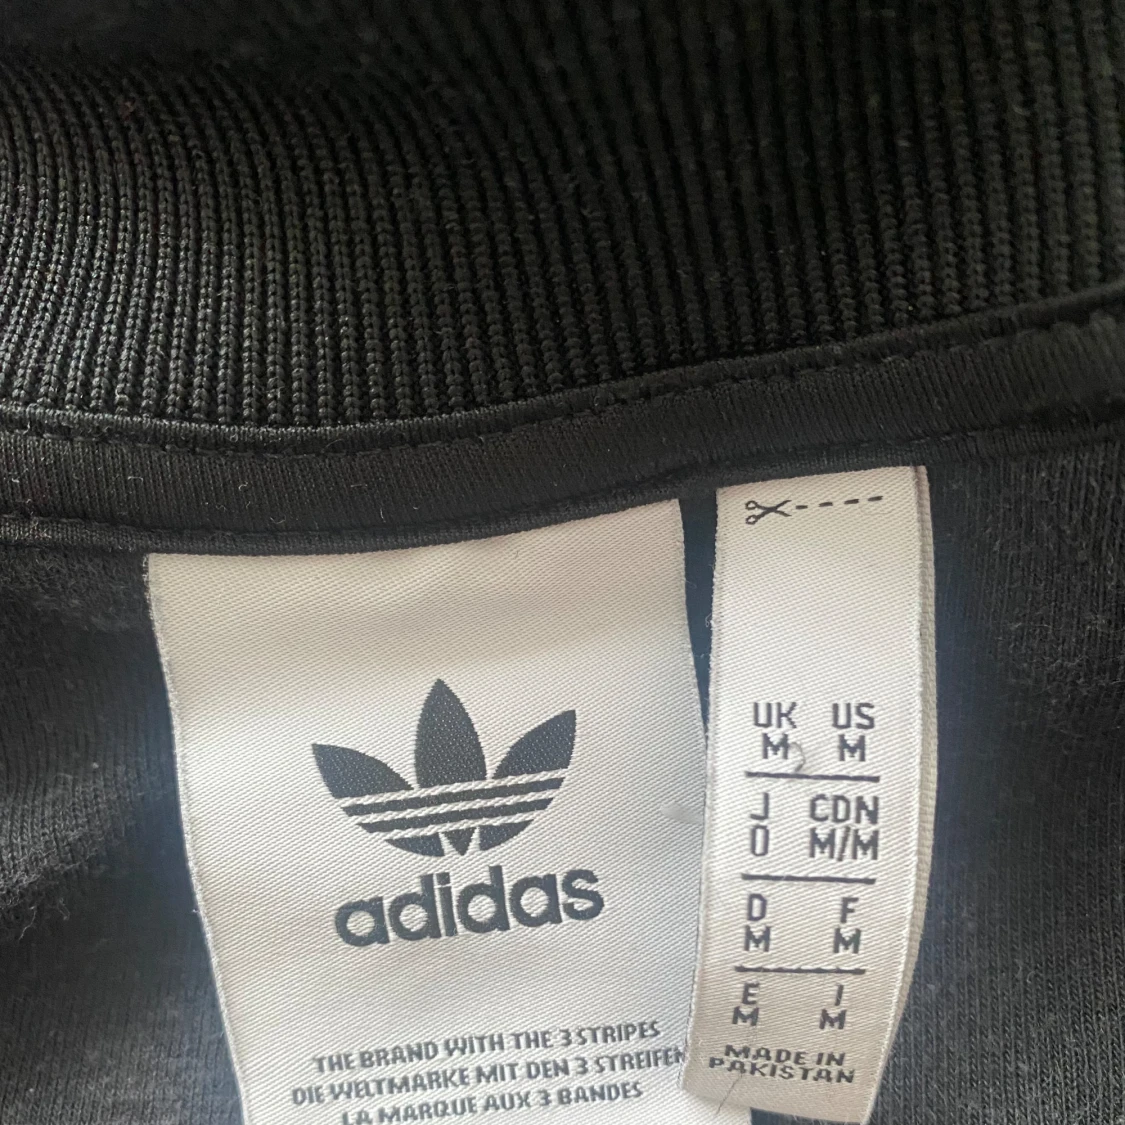 adidas
THE BRAND WITH THE 3 STRIPES
DIE WELTMARKE MIT DEN 3 STREIFEN
LA MARQUE AUX 3 BANDES
UK US
M M
J CDN
O M/M
D F
M M
E I
M M
MADE IN
PAKISTAN